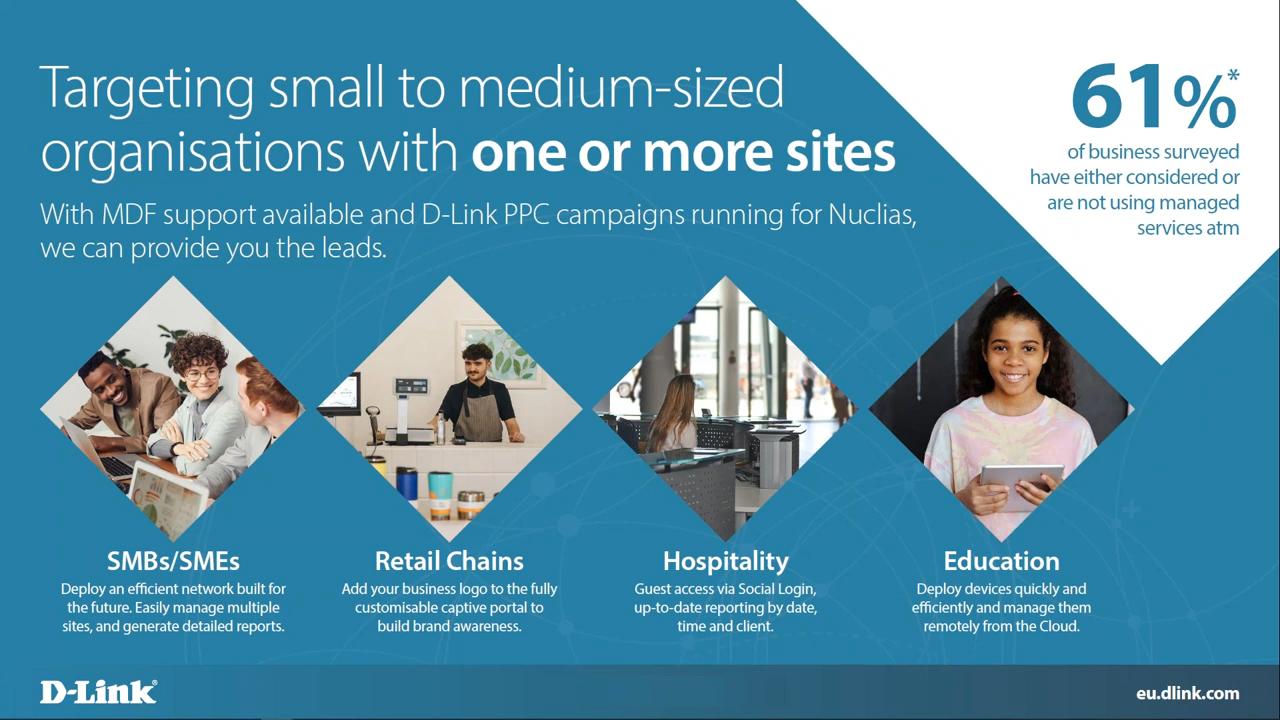 Targeting small to medium-sized
organisations with one or more sites
With MDF support available and D-Link PPC campaigns running for Nuclias,
we can provide you the leads.
61%*
of business surveyed
have either considered or
are not using managed
services atm
SMBs/SMEs
Deploy an efficient network built for
the future. Easily manage multiple
sites, and generate detailed reports.
Retail Chains
Add your business logo to the fully
customisable captive portal to
build brand awareness.
Hospitality
Guest access via Social Login,
up-to-date reporting by date,
time and client.
Education
Deploy devices quickly and
efficiently and manage them
remotely from the Cloud.
D-Link®
eu.dlink.com